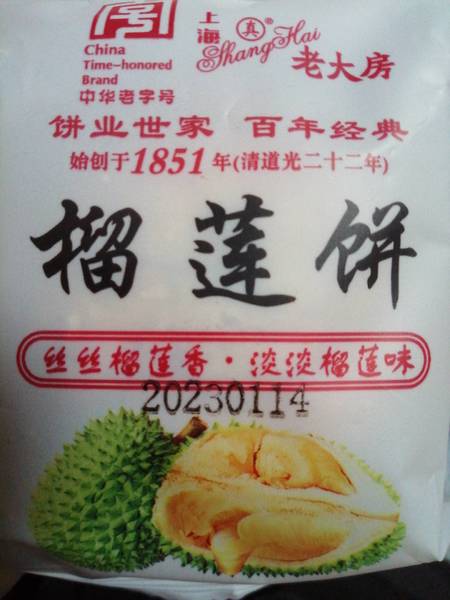 China
Time-honored
Brand
中华老字号
上海
真
®
ShangHai
老大房
饼业世家 百年经典
始创于1851年(清道光二十二年)
榴莲饼
丝丝榴莲香·淡淡榴莲味
20230114